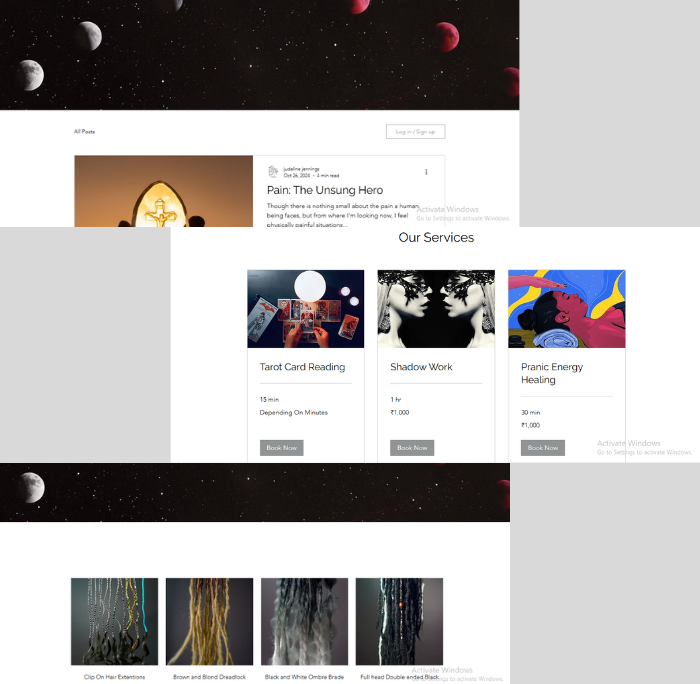 All Posts
Log in / Sign up
judeline jennings
Oct 26, 2024 • 4 min read
Pain: The Unsung Hero
Though there is nothing small about the pain a human
being faces, but from where I'm looking now, I feel
physically painful situations...
Activate Windows
Go to Settings to activate Windows.
Our Services
Tarot Card Reading
15 min
Depending On Minutes
Book Now
Shadow Work
1 hr
₹1,000
Book Now
Pranic Energy
Healing
30 min
₹1,000
Book Now
Activate Windows
Go to Settings to activate Windows.
Clip On Hair Extentions
Brown and Blond Dreadlock
Black and White Ombre Brade
Full head Double ended Black
Activate Windows
Go to Settings to activate Windows.